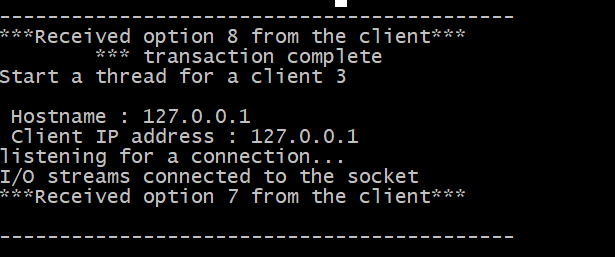 -------------------------------------------
***Received option 8 from the client***
        *** transaction complete
Start a thread for a client 3

 Hostname : 127.0.0.1
 Client IP address : 127.0.0.1
listening for a connection...
I/O streams connected to the socket
***Received option 7 from the client***

-------------------------------------------